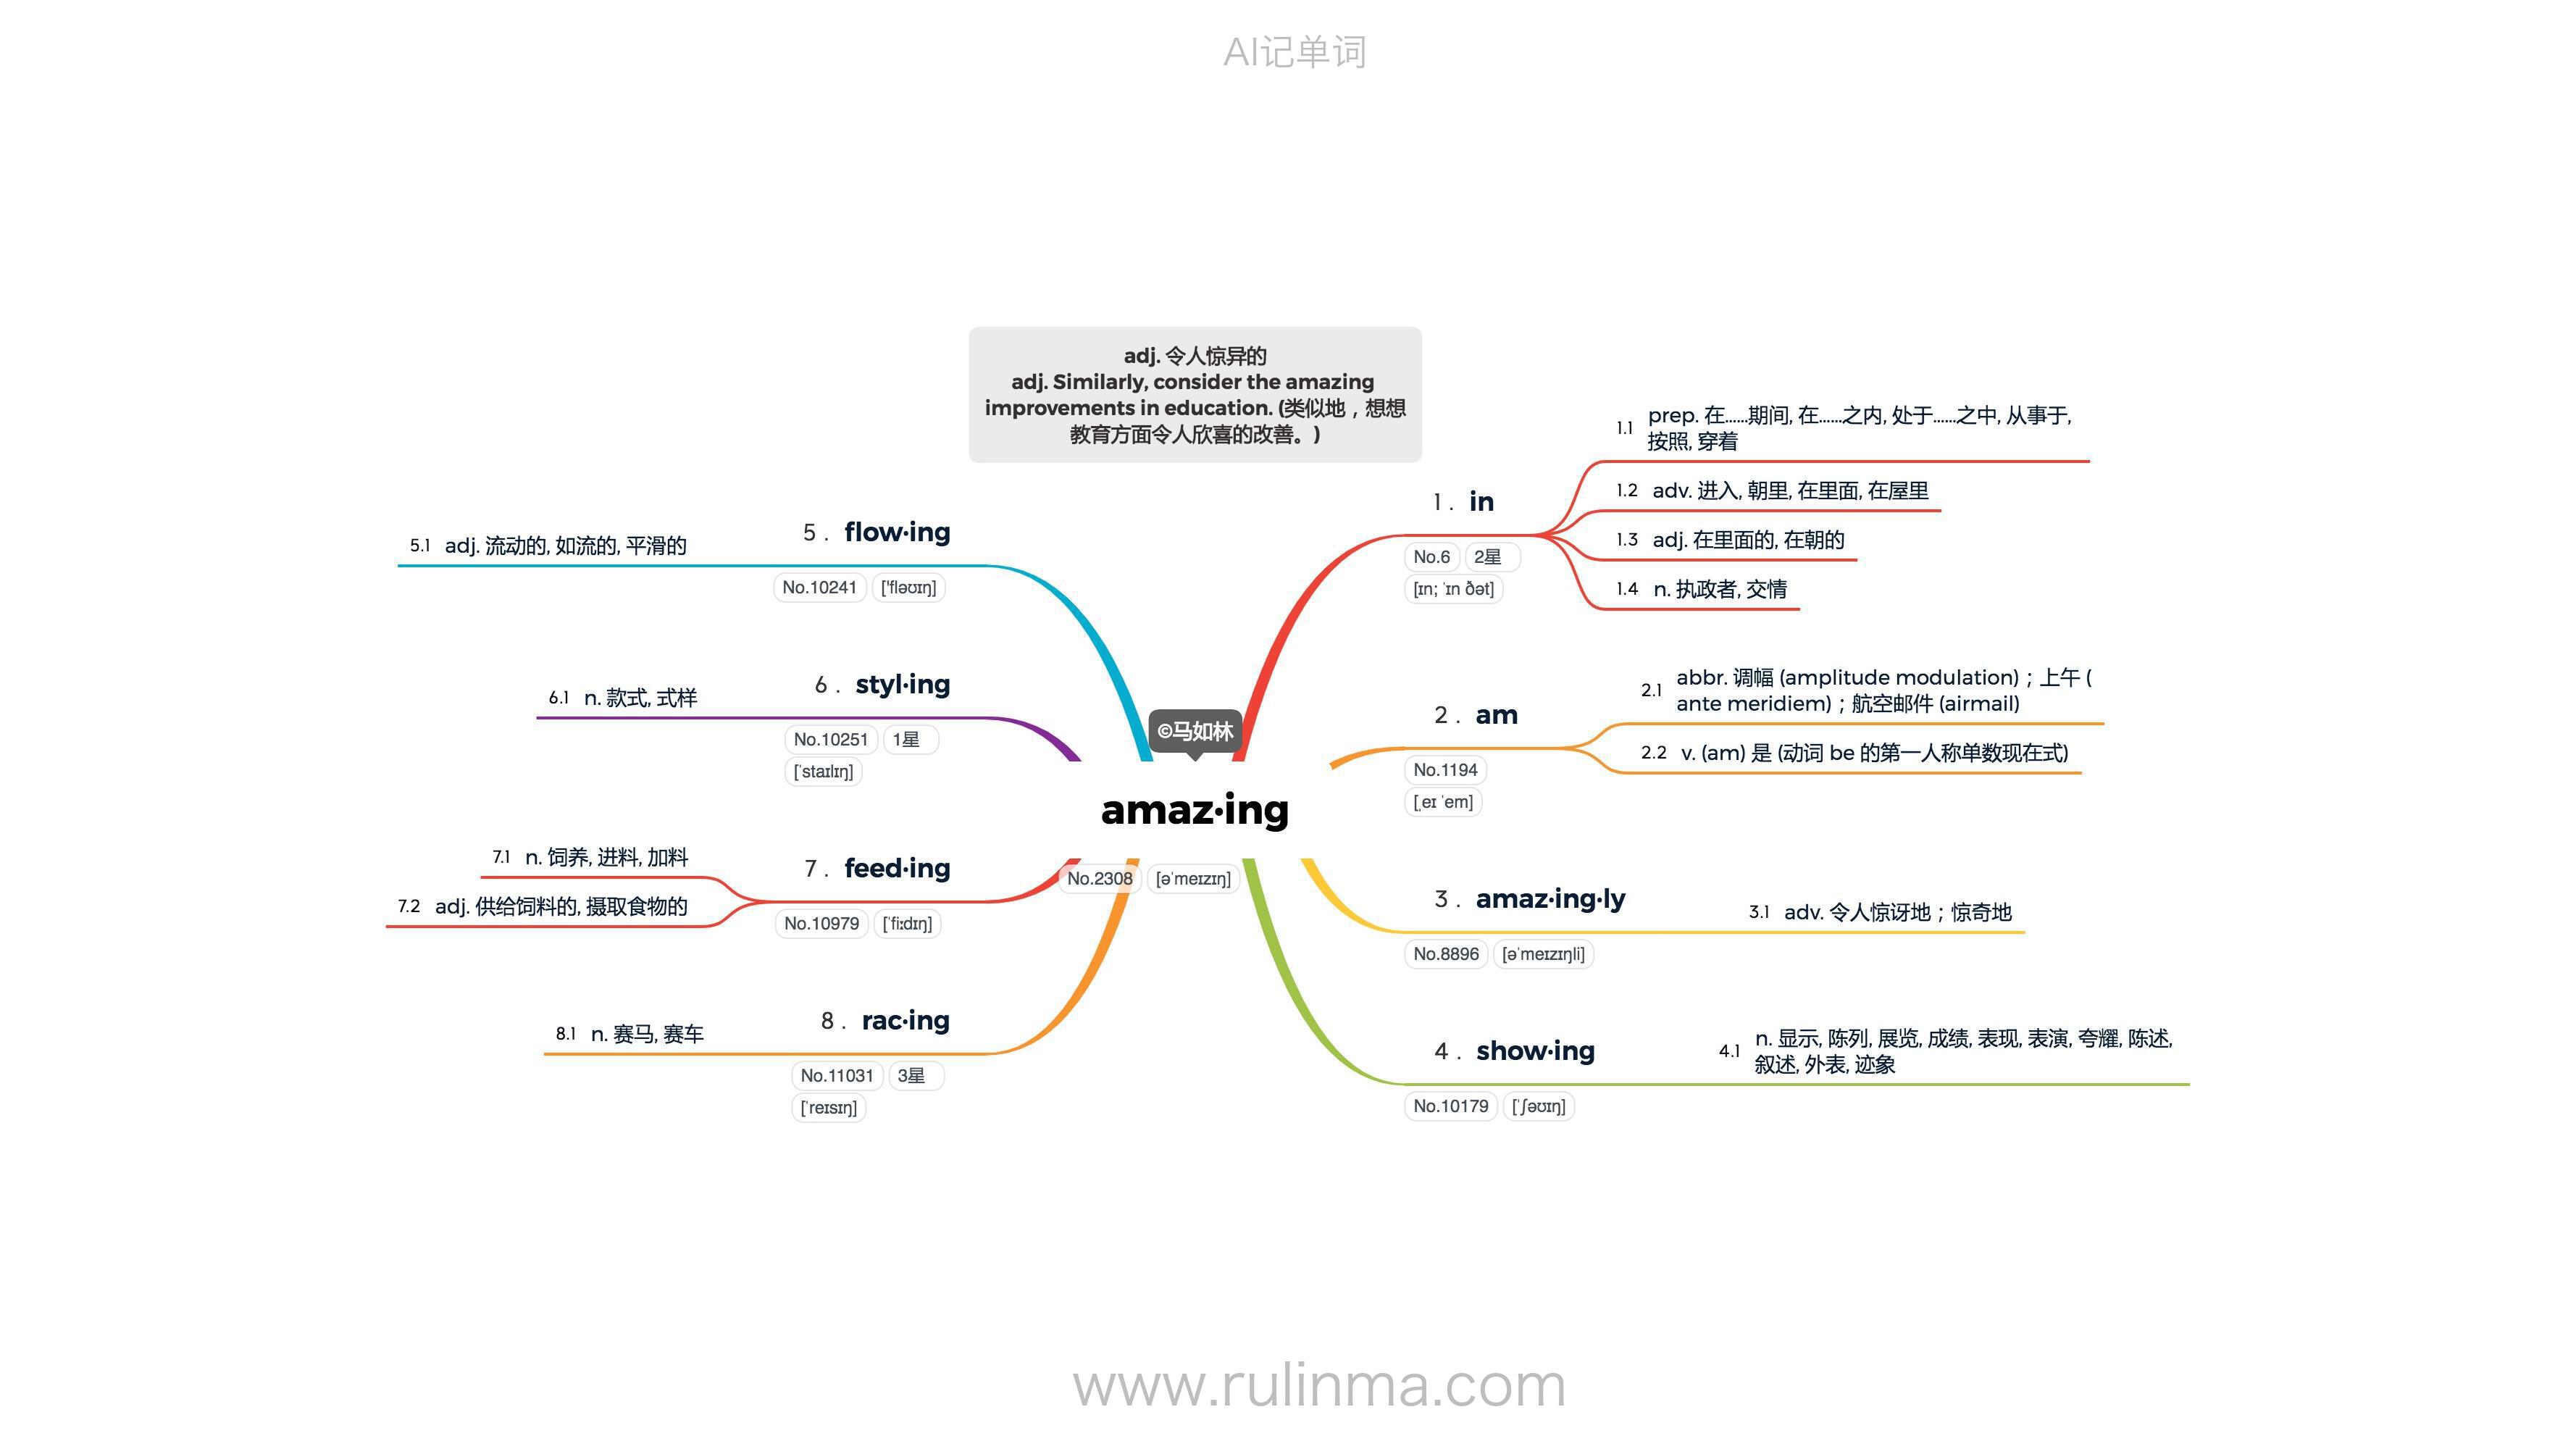 AI记单词
adj. 令人惊异的
adj. Similarly, consider the amazing
improvements in education. (类似地，想想
教育方面令人欣喜的改善。)
©马如林
amaz·ing
No.2308 [əˈmeɪzɪŋ]
1. in
No.6 2星
[ɪn; ˈɪn ðət]
1.1 prep. 在……期间, 在……之内, 处于……之中, 从事于,
按照, 穿着
1.2 adv. 进入, 朝里, 在里面, 在屋里
1.3 adj. 在里面的, 在朝的
1.4 n. 执政者, 交情
2. am
No.1194
[ˌeɪ ˈem]
2.1 abbr. 调幅 (amplitude modulation)；上午 (
ante meridiem)；航空邮件 (airmail)
2.2 v. (am) 是 (动词 be 的第一人称单数现在式)
3. amaz·ing·ly
No.8896 [əˈmeɪzɪŋli]
3.1 adv. 令人惊讶地；惊奇地
4. show·ing
No.10179 [ˈʃəʊɪŋ]
4.1 n. 显示, 陈列, 展览, 成绩, 表现, 表演, 夸耀, 陈述,
叙述, 外表, 迹象
5. flow·ing
No.10241 ['fləʊɪŋ]
5.1 adj. 流动的, 如流的, 平滑的
6. styl·ing
No.10251 1星
[ˈstaɪlɪŋ]
6.1 n. 款式, 式样
7. feed·ing
No.10979 [ˈfiːdɪŋ]
7.1 n. 饲养, 进料, 加料
7.2 adj. 供给饲料的, 摄取食物的
8. rac·ing
No.11031 3星
[ˈreɪsɪŋ]
8.1 n. 赛马, 赛车
www.rulinma.com